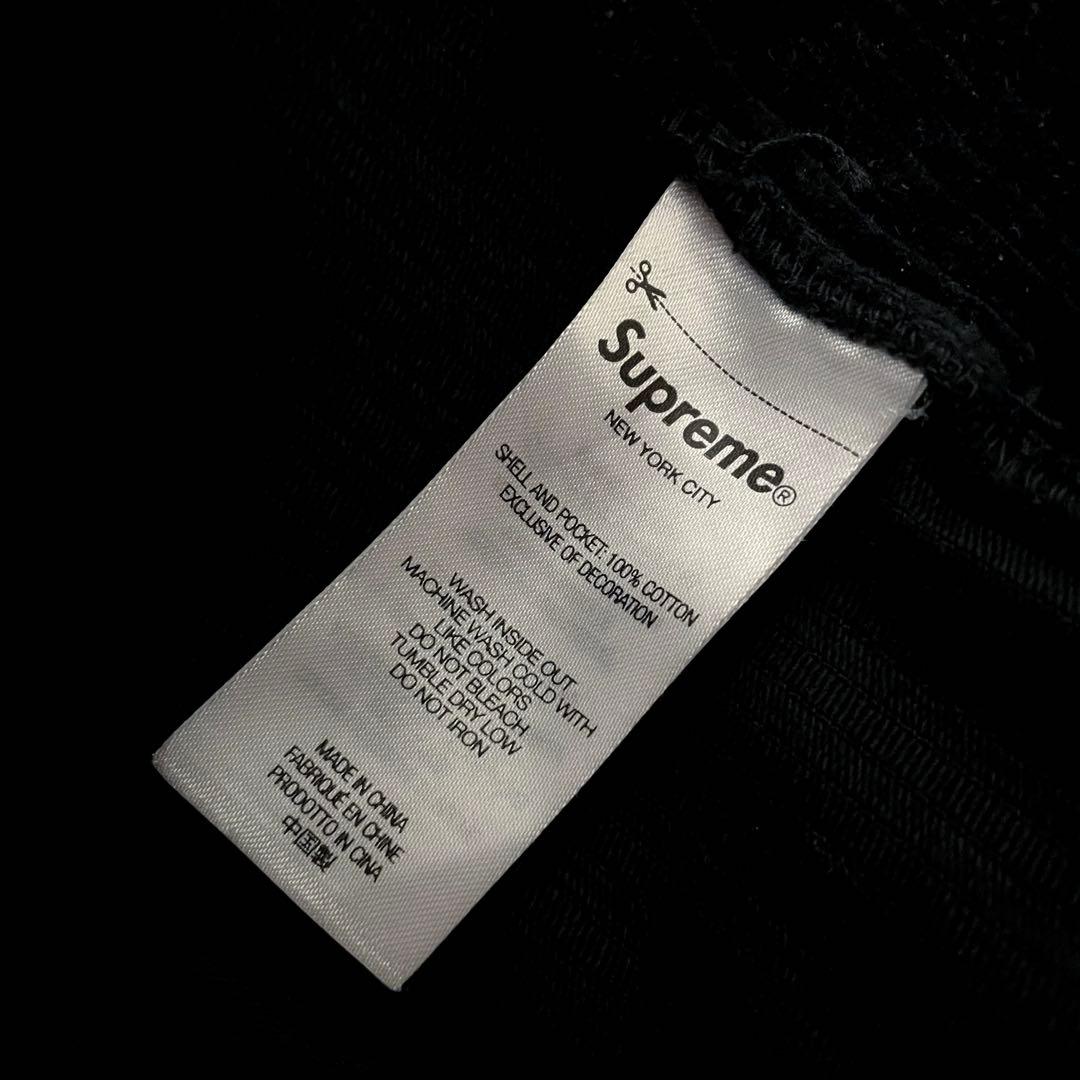 Supreme®
NEW YORK CITY
SHELL AND POCKET: 100% COTTON
EXCLUSIVE OF DECORATION
WASH INSIDE OUT
MACHINE WASH COLD WITH
LIKE COLORS
DO NOT BLEACH
TUMBLE DRY LOW
DO NOT IRON
MADE IN CHINA
FABRIQUÉ EN CHINE
PRODOTTO IN CINA
中国製